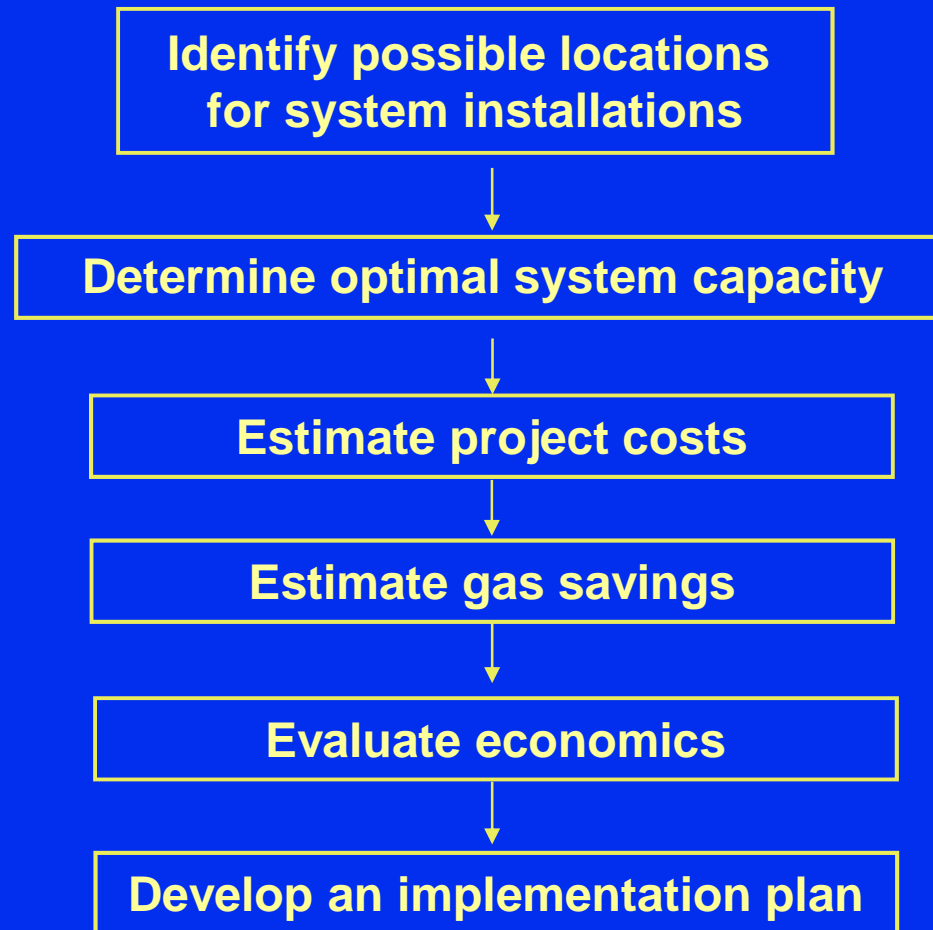 Identify possible locations
for system installations
Determine optimal system capacity
Estimate project costs
Estimate gas savings
Evaluate economics
Develop an implementation plan